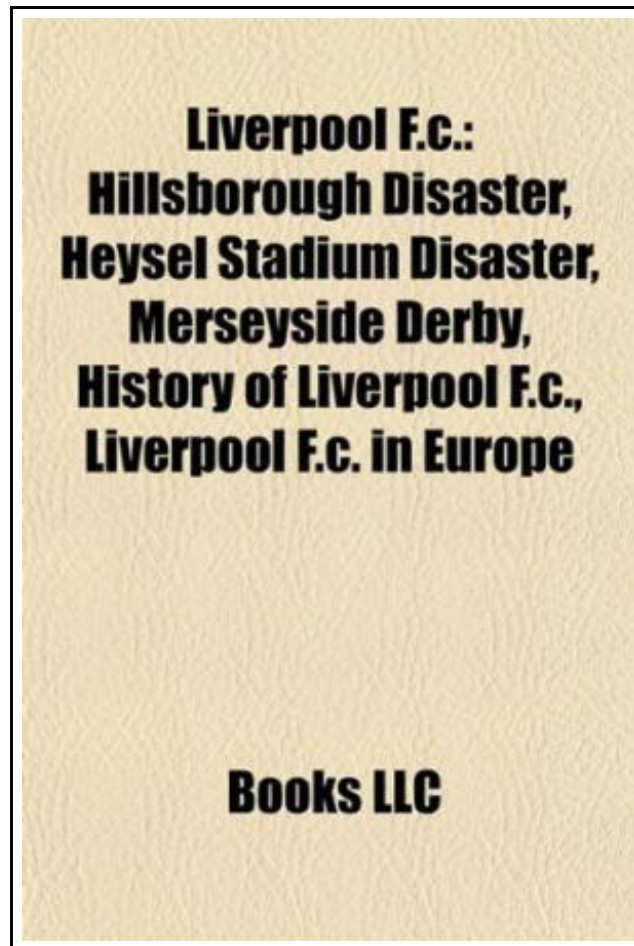 Liverpool F.c.:
Hillsborough Disaster,
Heysel Stadium Disaster,
Merseyside Derby,
History of Liverpool F.c.,
Liverpool F.c. in Europe
Books LLC